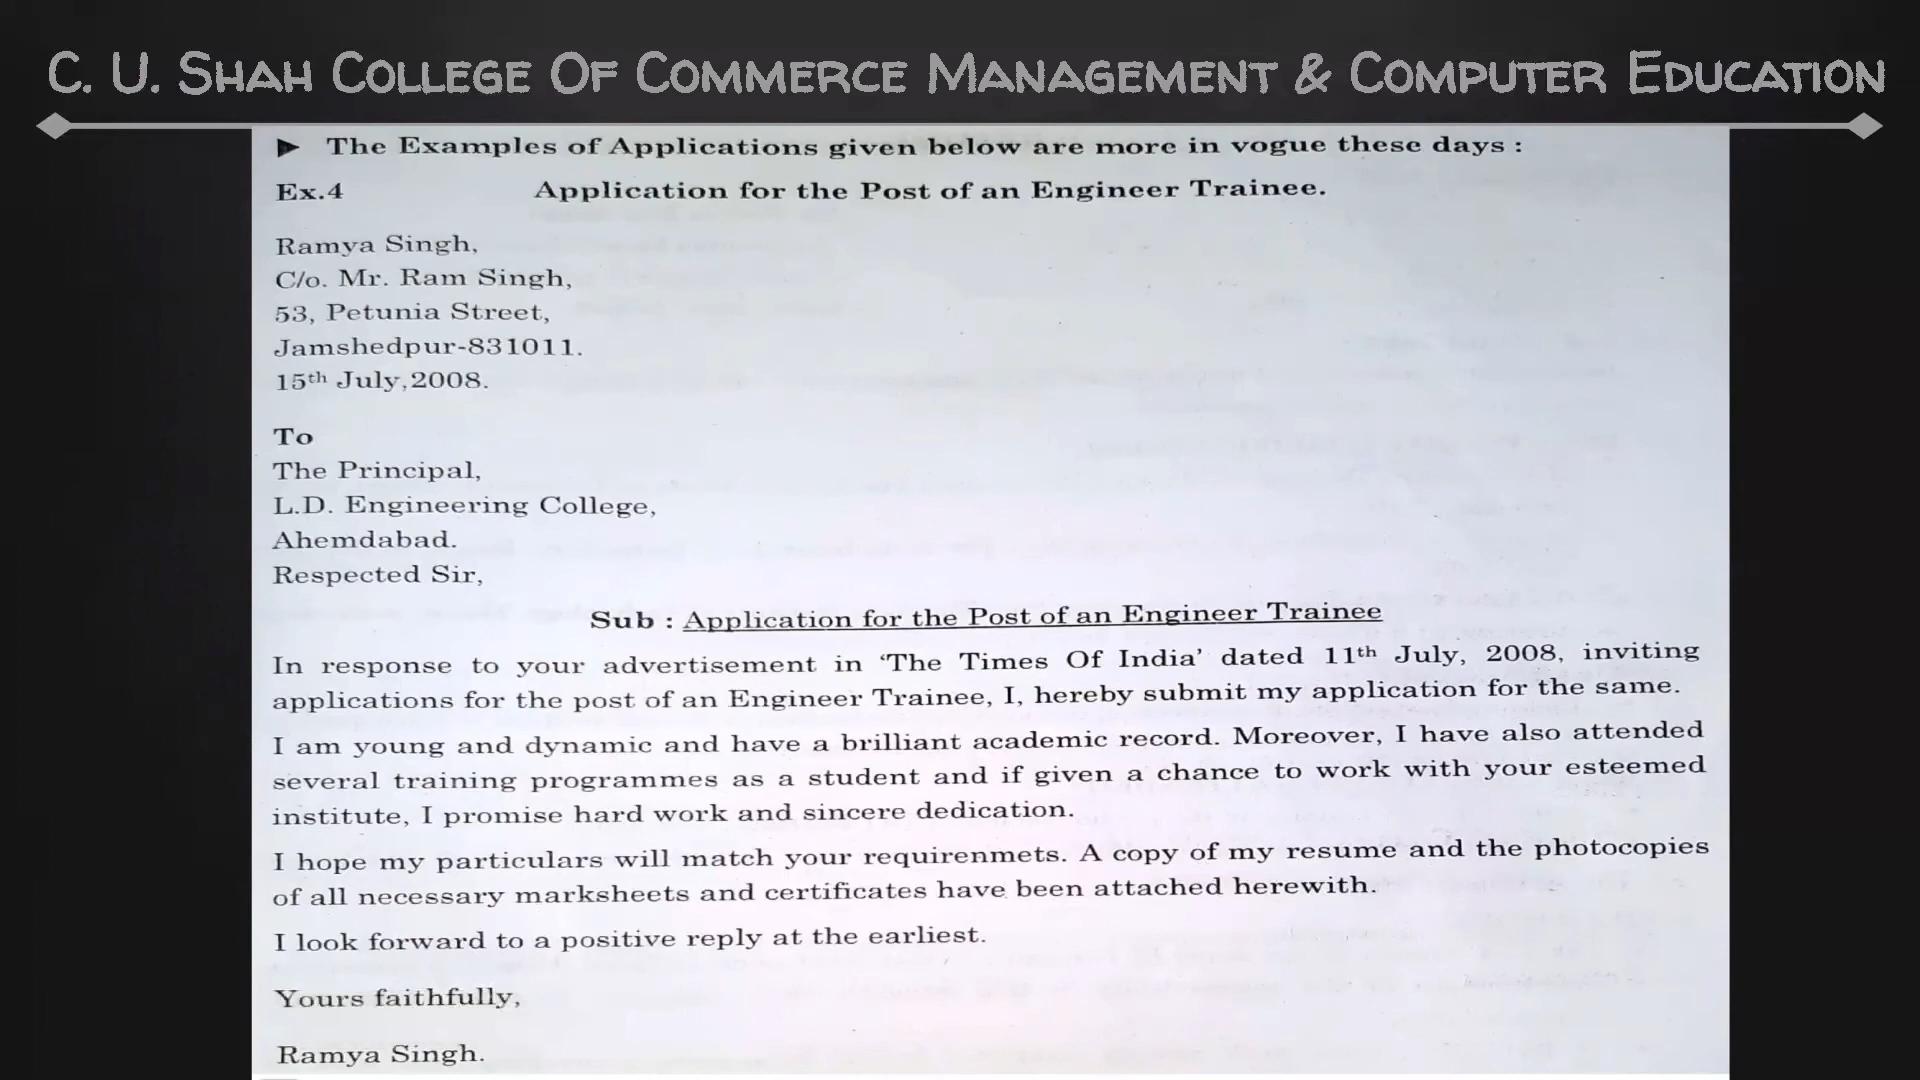 C. U. Shah College Of Commerce Management & Computer Education
► The Examples of Applications given below are more in vogue these days :
Ex.4 Application for the Post of an Engineer Trainee.
Ramya Singh,
C/o. Mr. Ram Singh,
53, Petunia Street,
Jamshedpur-831011.
15th July,2008.
To
The Principal,
L.D. Engineering College,
Ahemdabad.
Respected Sir,
Sub : Application for the Post of an Engineer Trainee
In response to your advertisement in ‘The Times Of India’ dated 11th July, 2008, inviting
applications for the post of an Engineer Trainee, I, hereby submit my application for the same.
I am young and dynamic and have a brilliant academic record. Moreover, I have also attended
several training programmes as a student and if given a chance to work with your esteemed
institute, I promise hard work and sincere dedication.
I hope my particulars will match your requirenmets. A copy of my resume and the photocopies
of all necessary marksheets and certificates have been attached herewith.
I look forward to a positive reply at the earliest.
Yours faithfully,
Ramya Singh.